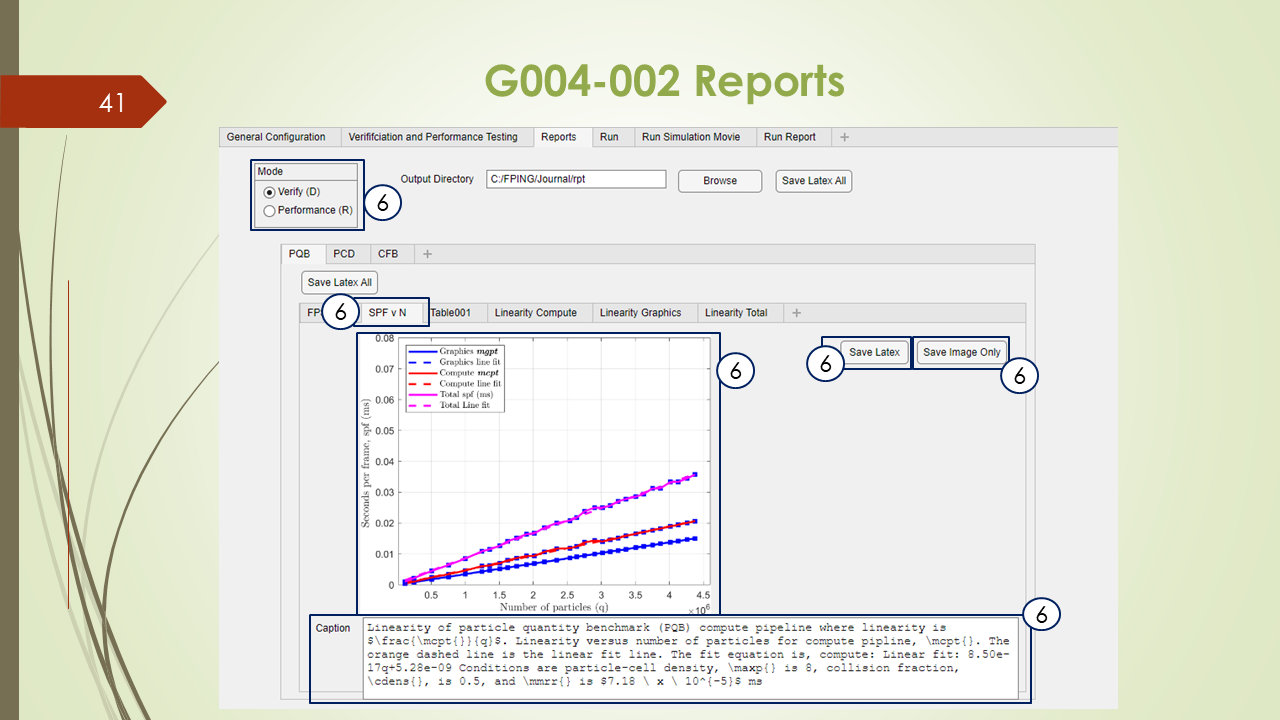 41
G004-002 Reports
General Configuration Verififciation and Performance Testing Reports Run Run Simulation Movie Run Report +
Mode
Verify (D)
Performance (R)
6
Output Directory C:/FPING/Journal/rpt Browse Save Latex All
PQB PCD CFB +
Save Latex All
FP 6 SPF v N Table001 Linearity Compute Linearity Graphics Linearity Total +
6 Save Latex Save Image Only 6
6
0.08
0.07
0.06
0.05
0.04
0.03
0.02
0.01
0
Seconds per frame, spf (ms)
Graphics mgpt
Graphics line fit
Compute mcpt
Compute line fit
Total spf (ms)
Total Line fit
0.5 1 1.5 2 2.5 3 3.5 4 4.5
Number of particles (q) ×10^6
6
Caption
Linearity of particle quantity benchmark (PQB) compute pipeline where linearity is
$\frac{\mcpt{}}{q}$. Linearity versus number of particles for compute pipline, \mcpt{}. The
orange dashed line is the linear fit line. The fit equation is, compute: Linear fit: 8.50e-
17q+5.28e-09 Conditions are particle-cell density, \maxp{} is 8, collision fraction,
\cdens{}, is 0.5, and \mmrr{} is $7.18 \ x \ 10^{-5}$ ms